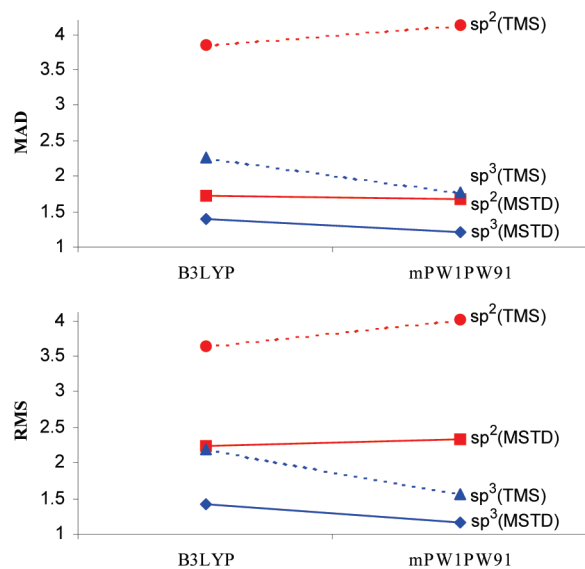 4
3.5
3
2.5
2
1.5
1
MAD
sp²(TMS)
sp³(TMS)
sp²(MSTD)
sp³(MSTD)
B3LYP
mPW1PW91
4
3.5
3
2.5
2
1.5
1
RMS
sp²(TMS)
sp²(MSTD)
sp³(TMS)
sp³(MSTD)
B3LYP
mPW1PW91